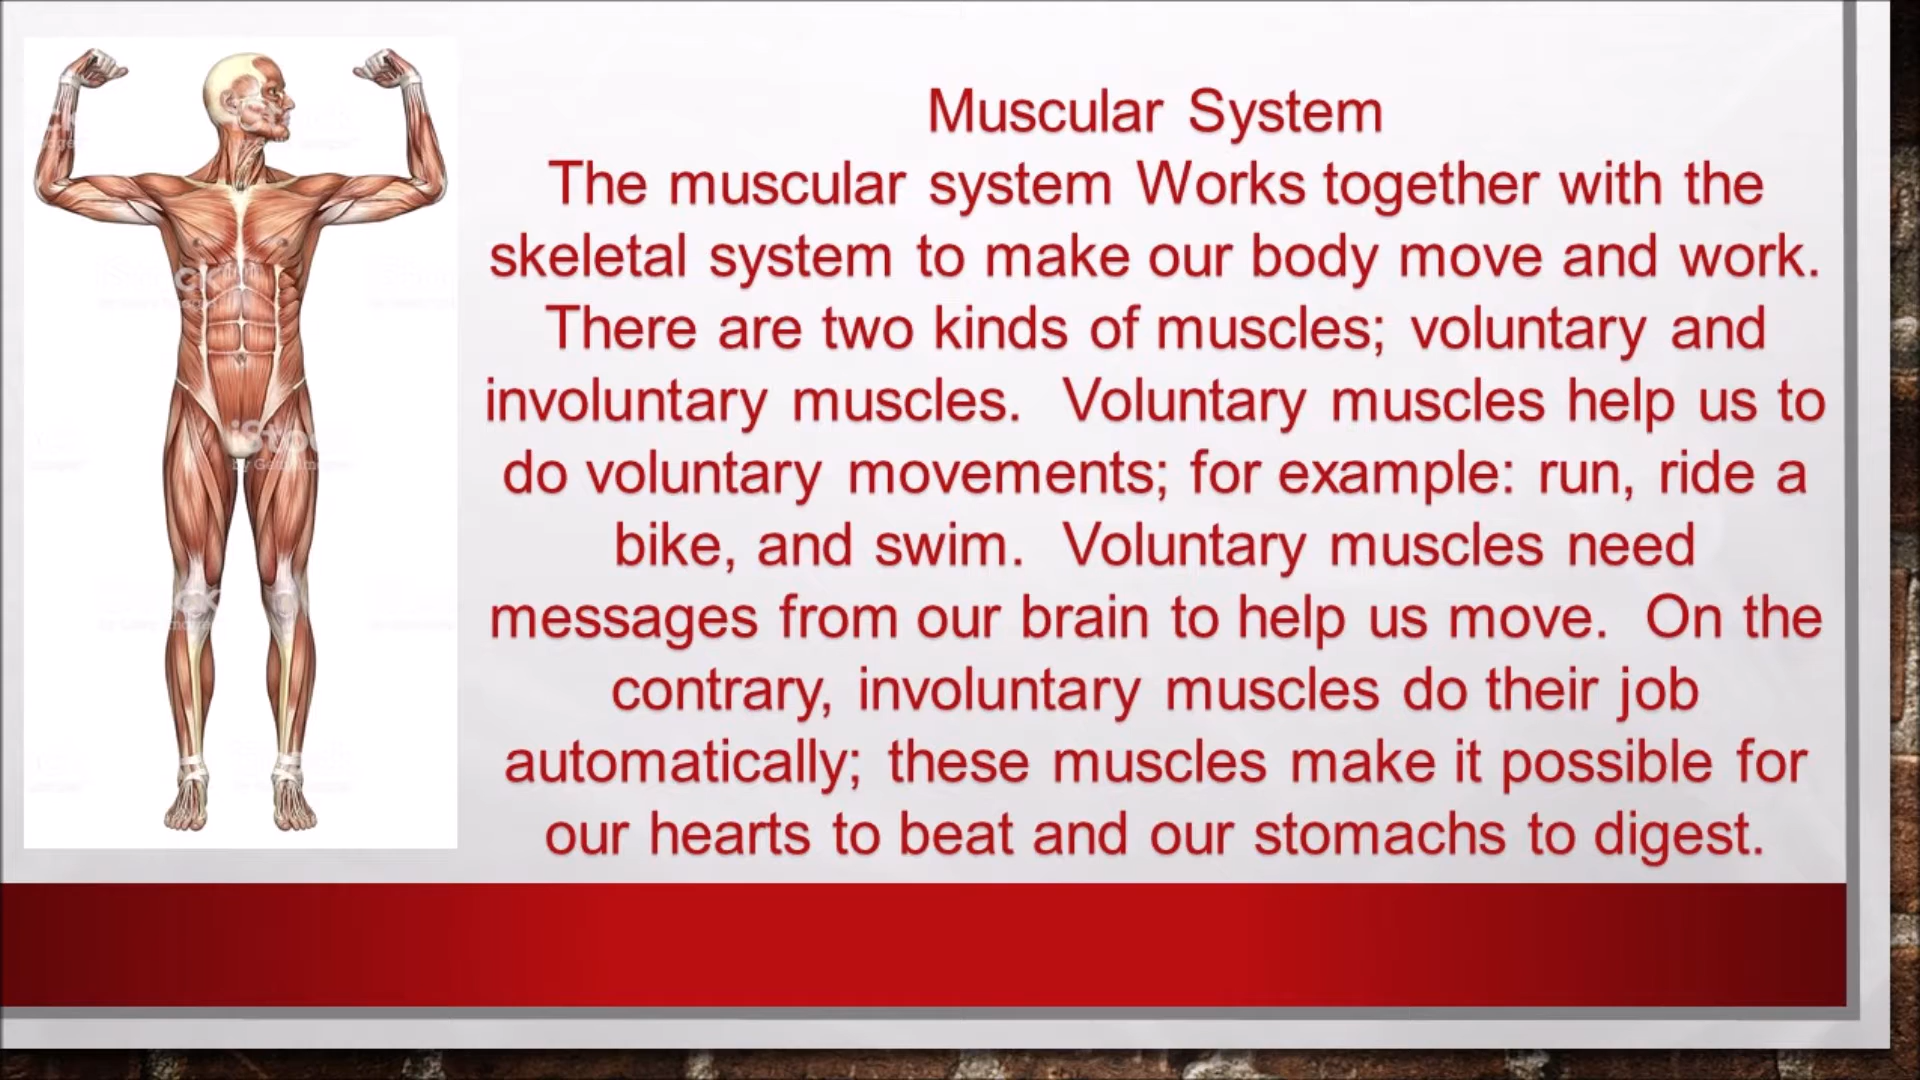 Muscular System
The muscular system Works together with the
skeletal system to make our body move and work.
There are two kinds of muscles; voluntary and
involuntary muscles. Voluntary muscles help us to
do voluntary movements; for example: run, ride a
bike, and swim. Voluntary muscles need
messages from our brain to help us move. On the
contrary, involuntary muscles do their job
automatically; these muscles make it possible for
our hearts to beat and our stomachs to digest.